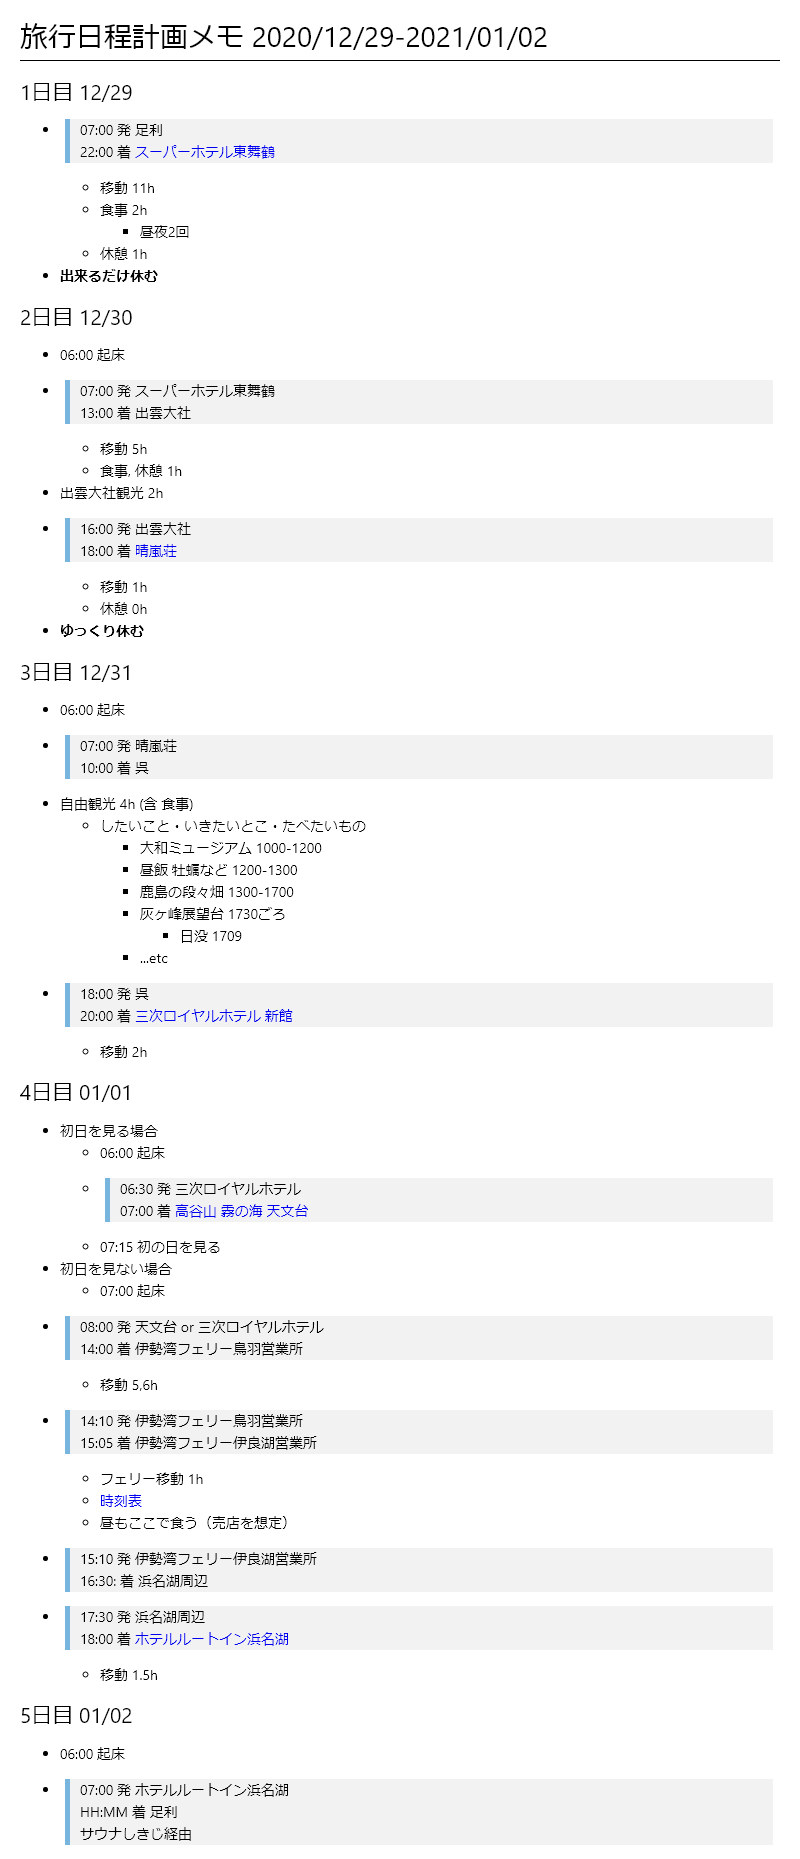 旅行日程計画メモ 2020/12/29-2021/01/02
1日目 12/29
07:00 発 足利
22:00 着 スーパーホテル東舞鶴
移動 11h
食事 2h
昼夜2回
休憩 1h
出来るだけ休む
2日目 12/30
06:00 起床
07:00 発 スーパーホテル東舞鶴
13:00 着 出雲大社
移動 5h
食事, 休憩 1h
出雲大社観光 2h
16:00 発 出雲大社
18:00 着 晴嵐荘
移動 1h
休憩 0h
ゆっくり休む
3日目 12/31
06:00 起床
07:00 発 晴嵐荘
10:00 着 呉
自由観光 4h (含 食事)
したいこと・いきたいとこ・たべたいもの
大和ミュージアム 1000-1200
昼飯 牡蠣など 1200-1300
鹿島の段々畑 1300-1700
灰ヶ峰展望台 1730ごろ
日没 1709
...etc
18:00 発 呉
20:00 着 三次ロイヤルホテル 新館
移動 2h
4日目 01/01
初日を見る場合
06:00 起床
06:30 発 三次ロイヤルホテル
07:00 着 高谷山 霧の海 天文台
07:15 初の日を見る
初日を見ない場合
07:00 起床
08:00 発 天文台 or 三次ロイヤルホテル
14:00 着 伊勢湾フェリー鳥羽営業所
移動 5,6h
14:10 発 伊勢湾フェリー鳥羽営業所
15:05 着 伊勢湾フェリー伊良湖営業所
フェリー移動 1h
時刻表
昼もここで食う（売店を想定）
15:10 発 伊勢湾フェリー伊良湖営業所
16:30: 着 浜名湖周辺
17:30 発 浜名湖周辺
18:00 着 ホテルルートイン浜名湖
移動 1.5h
5日目 01/02
06:00 起床
07:00 発 ホテルルートイン浜名湖
HH:MM 着 足利
サウナしきじ経由